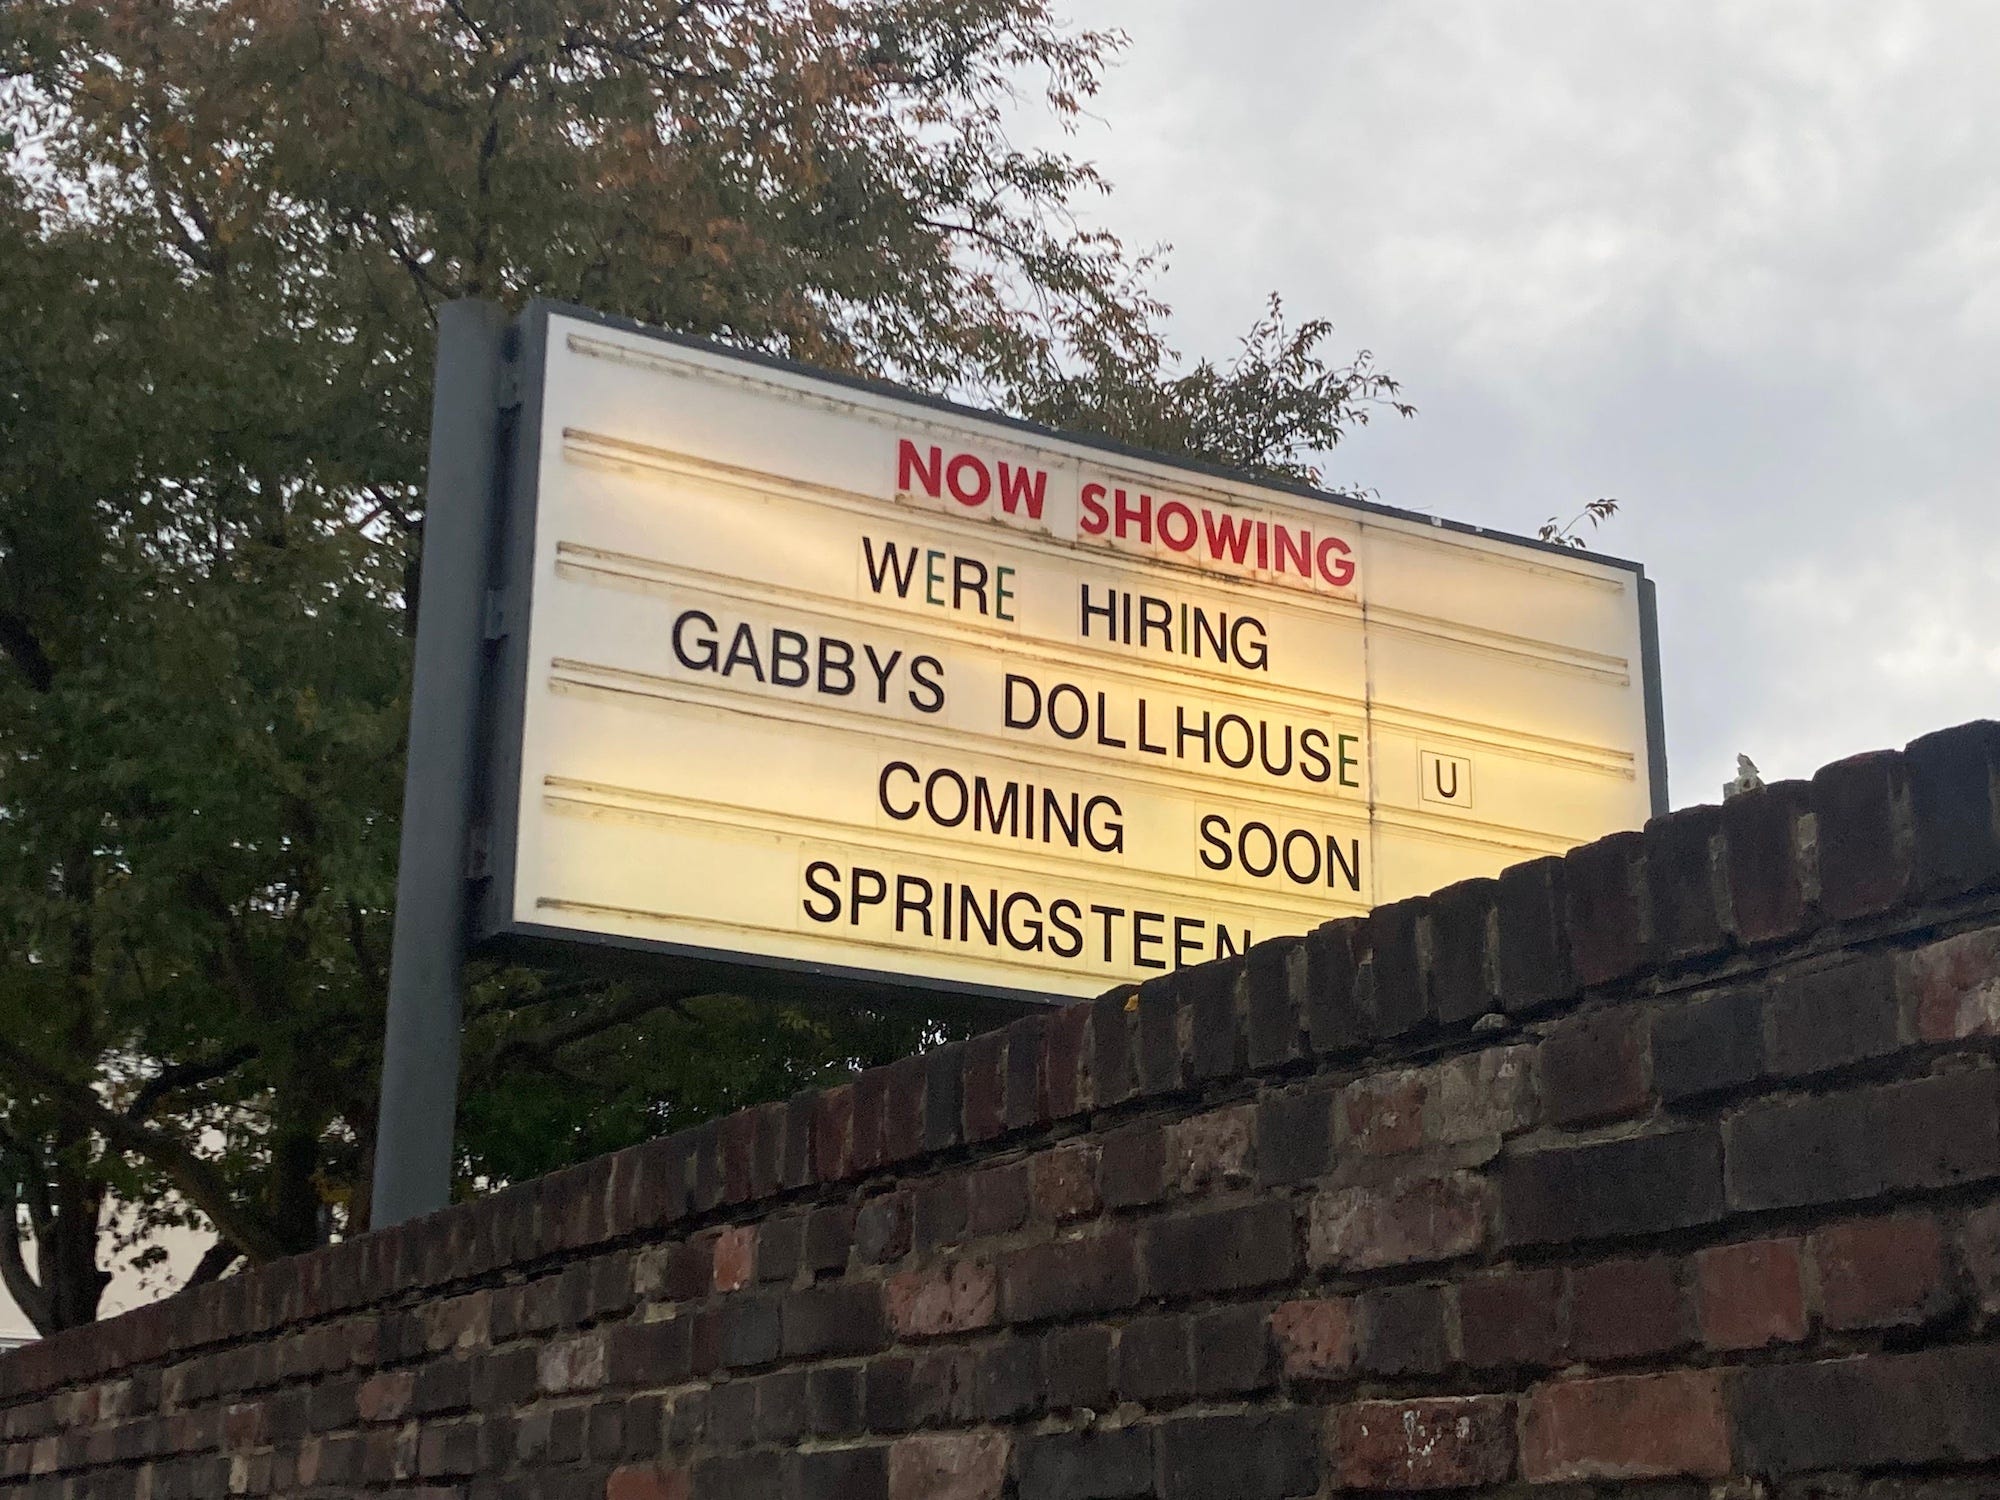 NOW SHOWING
WERE HIRING
GABBYS DOLLHOUSE U
COMING SOON
SPRINGSTEEN